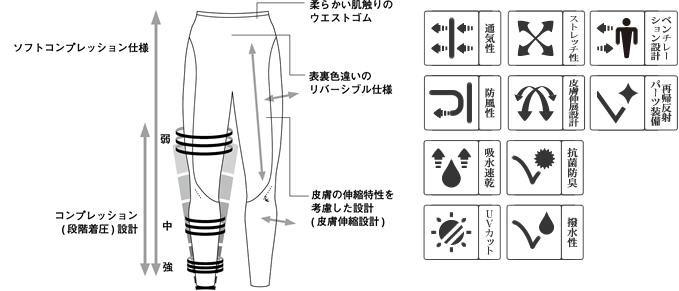 柔らかい肌触りの
ウエストゴム
ソフトコンプレッション仕様
表裏色違いの
リバーシブル仕様
弱
皮膚の伸縮特性を
考慮した設計
(皮膚伸縮設計)
コンプレッション
(段階着圧)設計
中
強
通気性
ストレッチ性
ベンチレー
ション設計
防風性
皮膚伸展設計
再帰反射
パーツ装備
吸水速乾
抗菌防臭
UVカット
撥水性